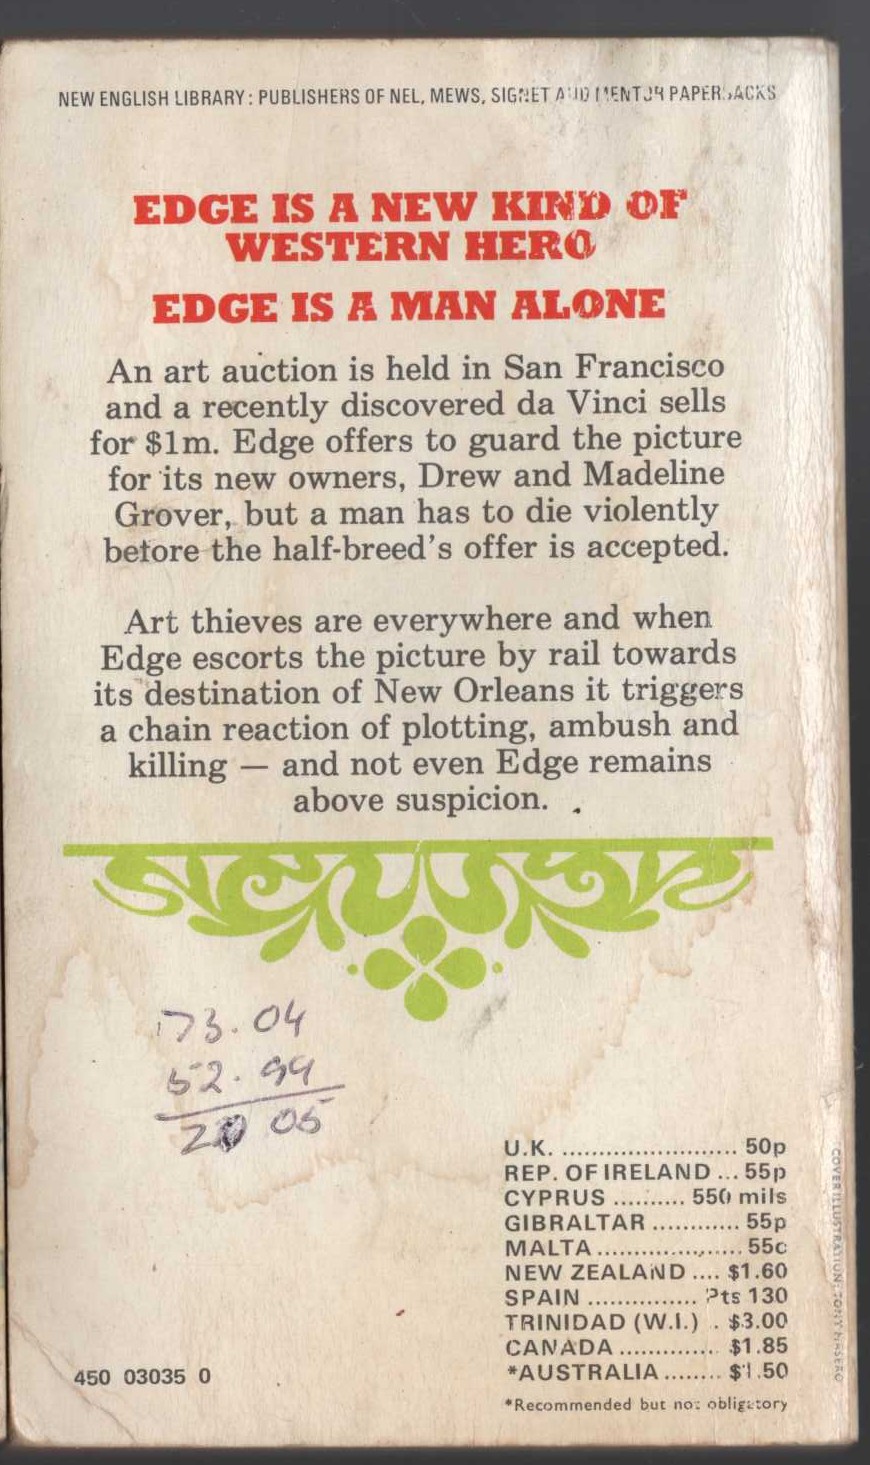 NEW ENGLISH LIBRARY: PUBLISHERS OF NEL, MEWS, SIGNET AND MENTOR PAPERBACKS
EDGE IS A NEW KIND OF
WESTERN HERO
EDGE IS A MAN ALONE
An art auction is held in San Francisco
and a recently discovered da Vinci sells
for $1m. Edge offers to guard the picture
for its new owners, Drew and Madeline
Grover, but a man has to die violently
before the half-breed's offer is accepted.
Art thieves are everywhere and when
Edge escorts the picture by rail towards
its destination of New Orleans it triggers
a chain reaction of plotting, ambush and
killing — and not even Edge remains
above suspicion.
73.04
52.99
20 05
U.K. ........................ 50p
REP. OF IRELAND ... 55p
CYPRUS .......... 550 mils
GIBRALTAR ............ 55p
MALTA .................... 55c
NEW ZEALAND .... $1.60
SPAIN ............... Pts 130
TRINIDAD (W.I.) . $3.00
CANADA ............. $1.85
*AUSTRALIA ........ $1.50
*Recommended but not obligatory
450 03035 0
COVER ILLUSTRATION: